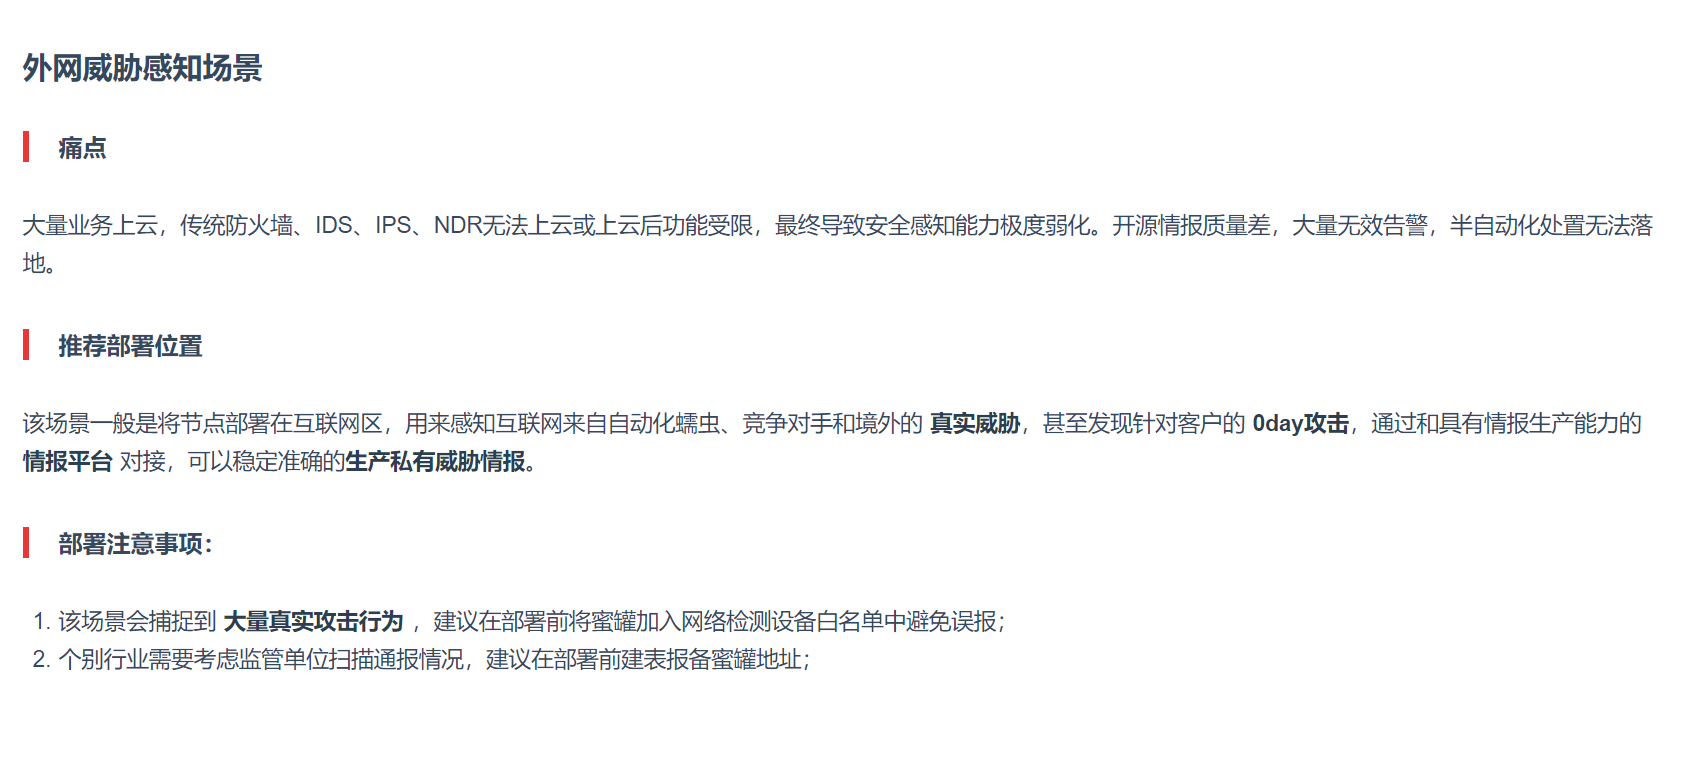 外网威胁感知场景
痛点
大量业务上云，传统防火墙、IDS、IPS、NDR无法上云或上云后功能受限，最终导致安全感知能力极度弱化。开源情报质量差，大量无效告警，半自动化处置无法落
地。
推荐部署位置
该场景一般是将节点部署在互联网区，用来感知互联网来自自动化蠕虫、竞争对手和境外的 真实威胁，甚至发现针对客户的 0day攻击，通过和具有情报生产能力的
情报平台 对接，可以稳定准确的生产私有威胁情报。
部署注意事项：
1. 该场景会捕捉到 大量真实攻击行为 ，建议在部署前将蜜罐加入网络检测设备白名单中避免误报；
2. 个别行业需要考虑监管单位扫描通报情况，建议在部署前建表报备蜜罐地址；